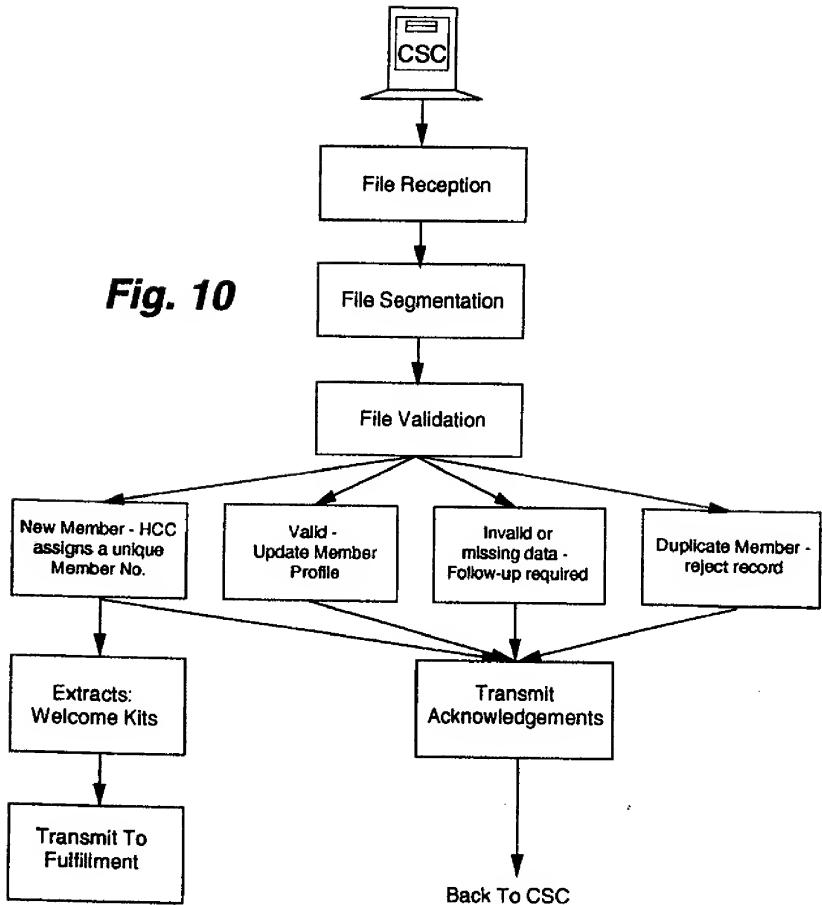 CSC
File Reception
Fig. 10
File Segmentation
File Validation
New Member - HCC
assigns a unique
Member No.
Valid -
Update Member
Profile
Invalid or
missing data -
Follow-up required
Duplicate Member -
reject record
Extracts:
Welcome Kits
Transmit
Acknowledgements
Transmit To
Fulfillment
Back To CSC